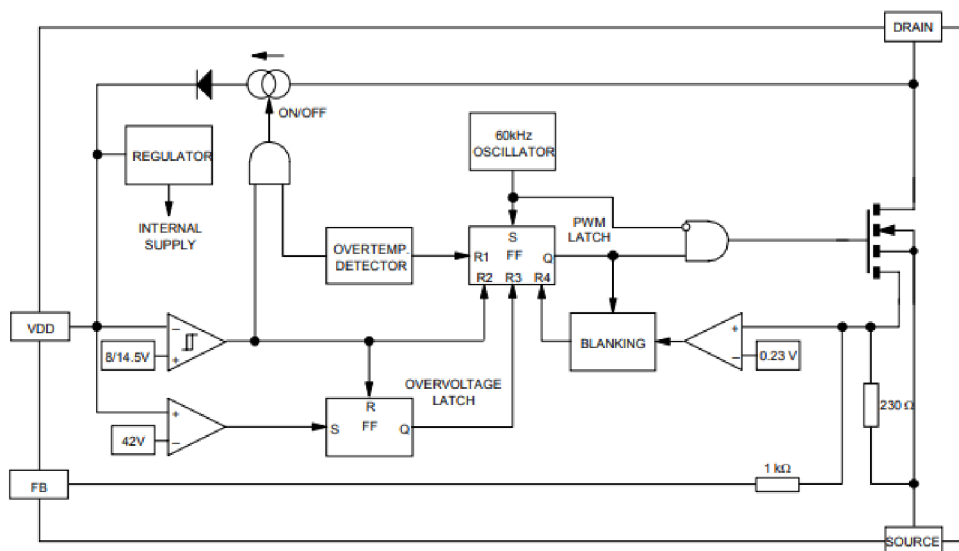 DRAIN
ON/OFF
60kHz
OSCILLATOR
REGULATOR
INTERNAL
SUPPLY
PWM
LATCH
OVERTEMP.
DETECTOR
S
FF
R1
Q
R2 R3 R4
VDD
−
8/14.5V
+
BLANKING
+
−
0.23 V
OVERVOLTAGE
LATCH
R
FF
S
Q
+
42V
−
230 Ω
1 kΩ
FB
SOURCE